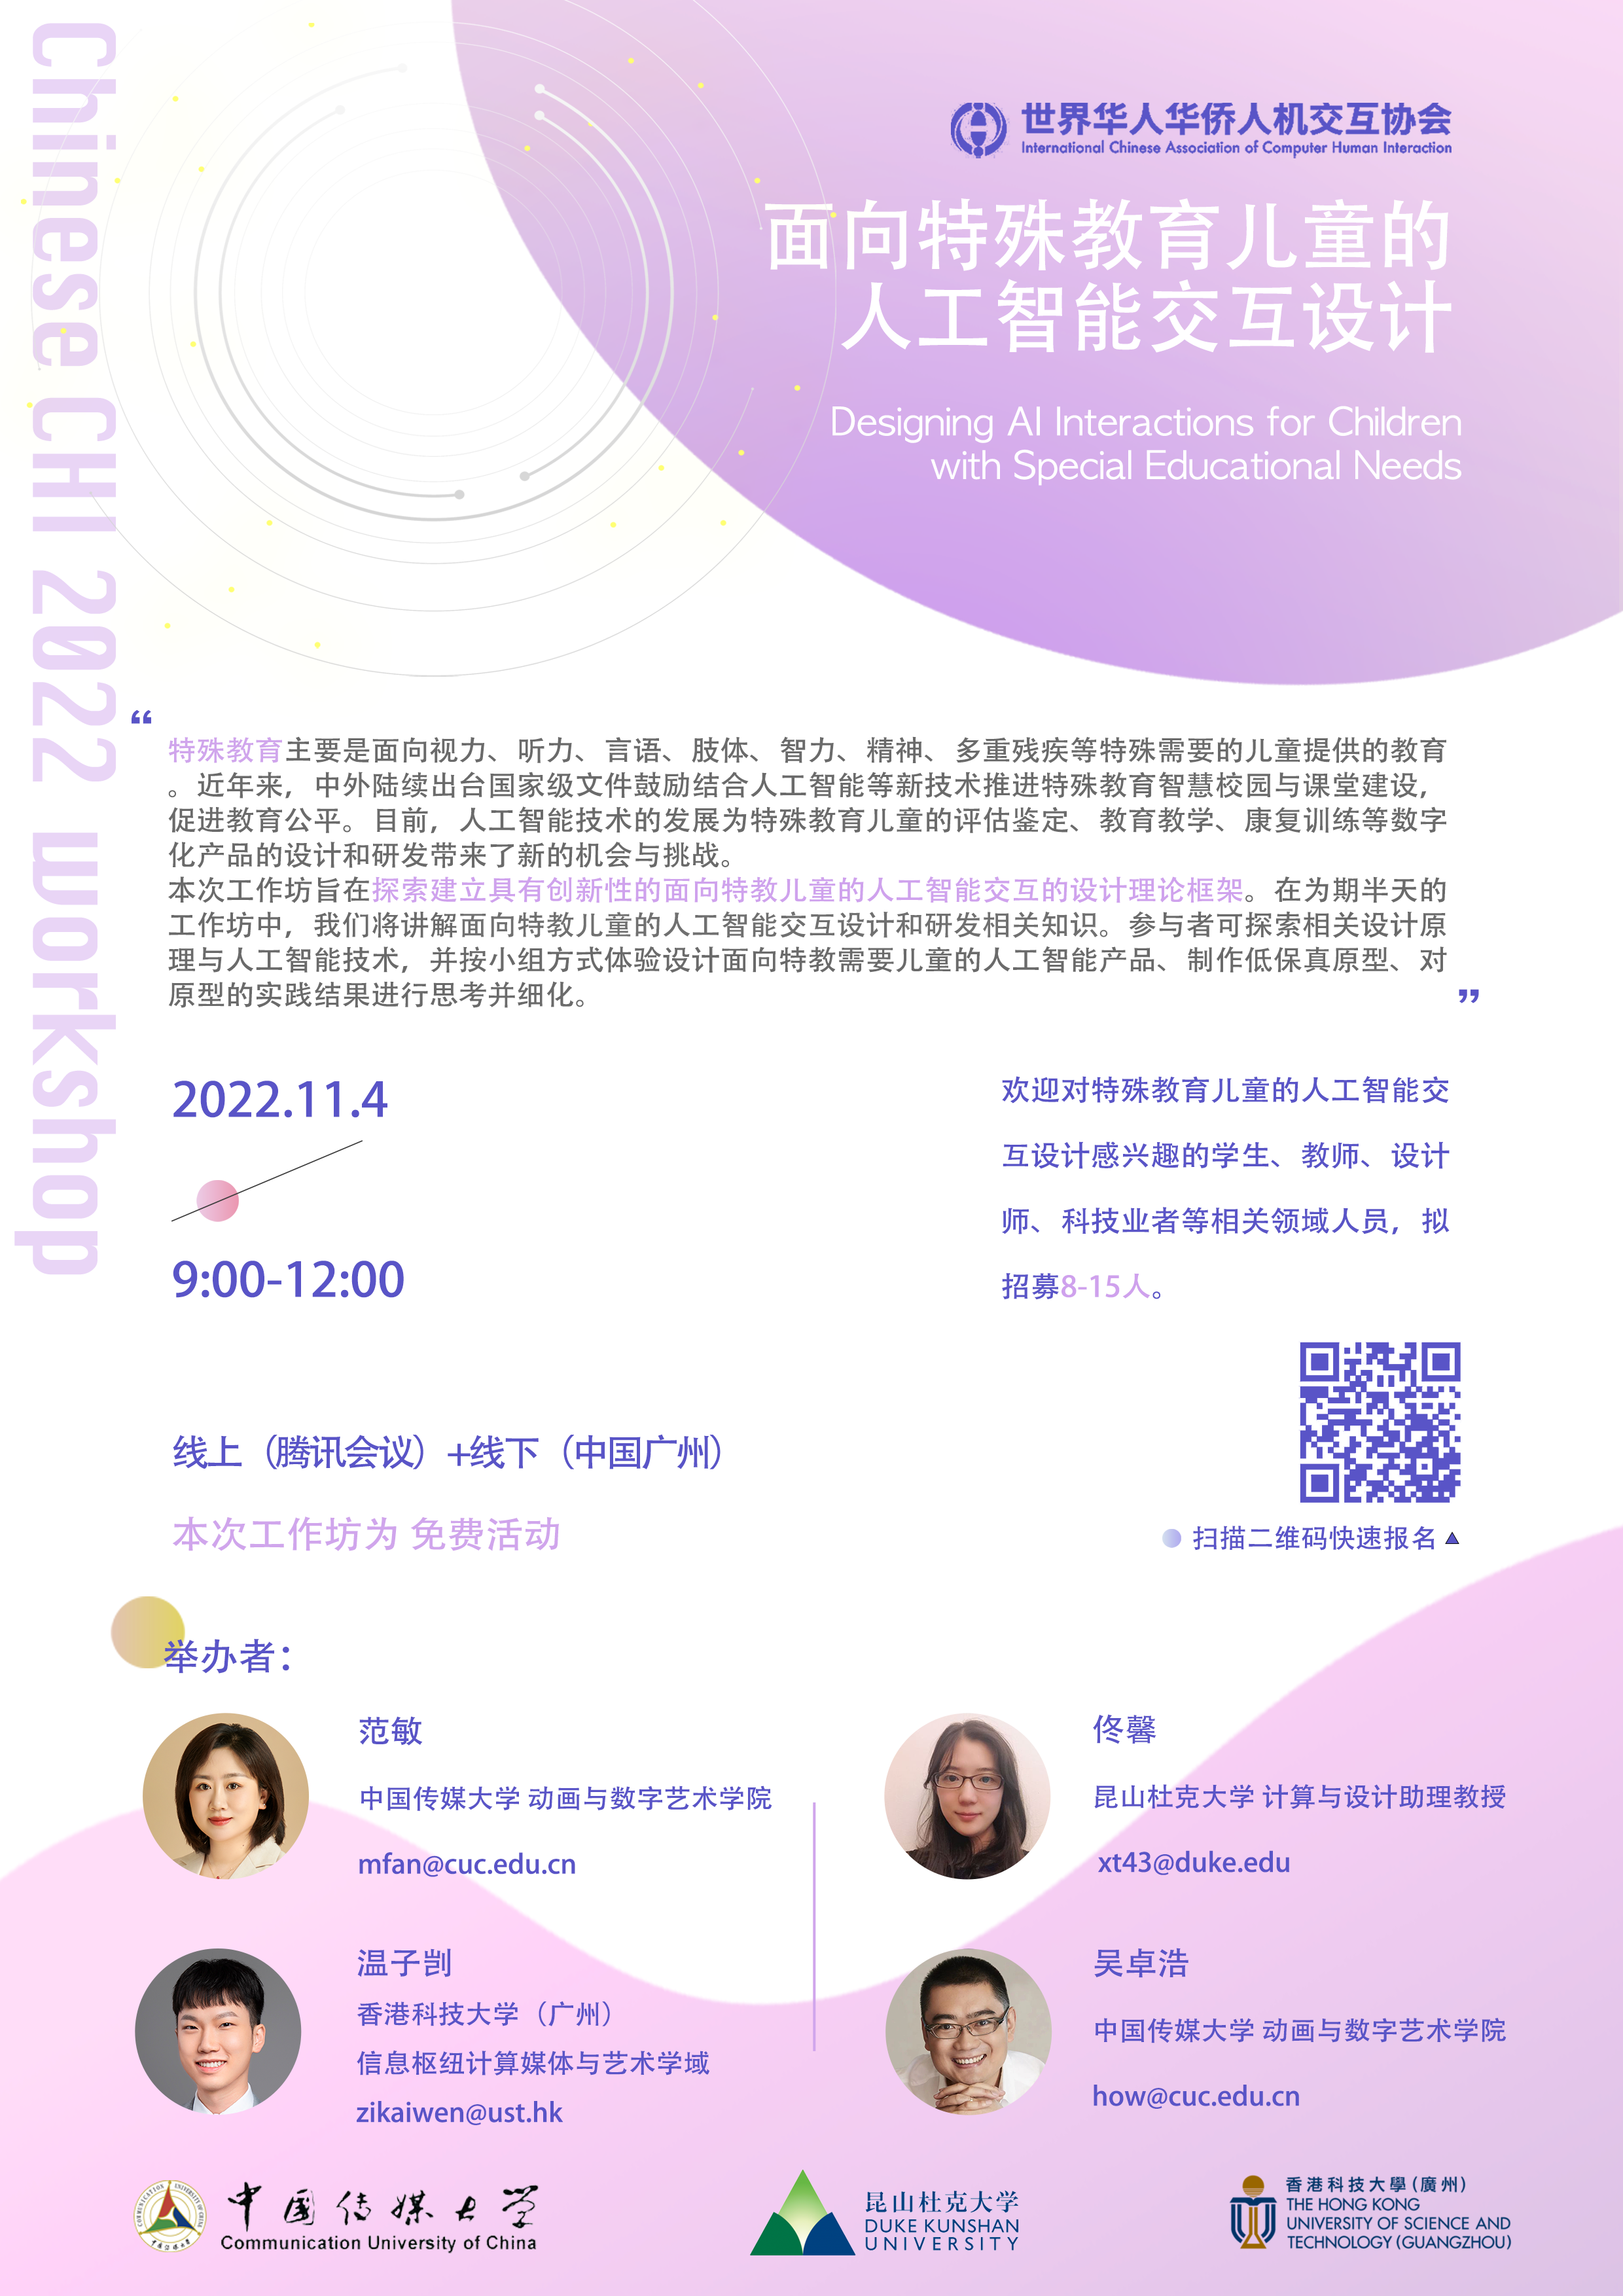 Chinese CHI 2022 Workshop
世界华人华侨人机交互协会
International Chinese Association of Computer Human Interaction
面向特殊教育儿童的
人工智能交互设计
Designing AI Interactions for Children
with Special Educational Needs
“
特殊教育主要是面向视力、听力、言语、肢体、智力、精神、多重残疾等特殊需要的儿童提供的教育
。近年来，中外陆续出台国家级文件鼓励结合人工智能等新技术推进特殊教育智慧校园与课堂建设，
促进教育公平。目前，人工智能技术的发展为特殊教育儿童的评估鉴定、教育教学、康复训练等数字
化产品的设计和研发带来了新的机会与挑战。
本次工作坊旨在探索建立具有创新性的面向特教儿童的人工智能交互的设计理论框架。在为期半天的
工作坊中，我们将讲解面向特教儿童的人工智能交互设计和研发相关知识。参与者可探索相关设计原
理与人工智能技术，并按小组方式体验设计面向特教需要儿童的人工智能产品、制作低保真原型、对
原型的实践结果进行思考并细化。
”
2022.11.4
9:00-12:00
欢迎对特殊教育儿童的人工智能交
互设计感兴趣的学生、教师、设计
师、科技业者等相关领域人员，拟
招募8-15人。
线上（腾讯会议）+线下（中国广州）
本次工作坊为 免费活动
扫描二维码快速报名
举办者：
范敏
中国传媒大学 动画与数字艺术学院
mfan@cuc.edu.cn
佟馨
昆山杜克大学 计算与设计助理教授
xt43@duke.edu
温子剀
香港科技大学（广州）
信息枢纽计算媒体与艺术学域
zikaiwen@ust.hk
吴卓浩
中国传媒大学 动画与数字艺术学院
how@cuc.edu.cn
中国传媒大学
Communication University of China
昆山杜克大学
DUKE KUNSHAN
UNIVERSITY
香港科技大學(廣州)
THE HONG KONG
UNIVERSITY OF SCIENCE AND
TECHNOLOGY (GUANGZHOU)